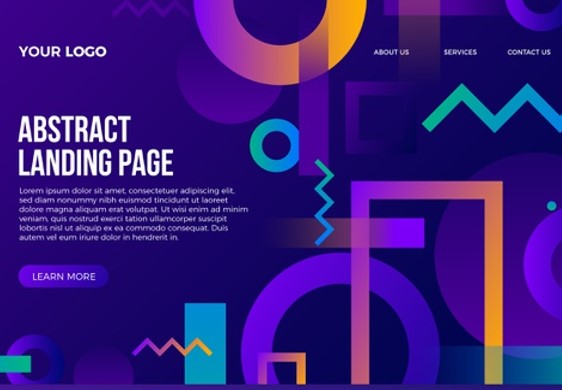 YOUR LOGO
ABOUT US
SERVICES
CONTACT US
ABSTRACT
LANDING PAGE
Lorem ipsum dolor sit amet, consectetuer adipiscing elit,
sed diam nonummy nibh euismod tincidunt ut laoreet
dolore magna aliquam erat volutpat. Ut wisi enim ad minim
veniam, quis nostrud exerci tation ullamcorper suscipit
lobortis nisl ut aliquip ex ea commodo consequat. Duis
autem vel eum iriure dolor in hendrerit in.
LEARN MORE